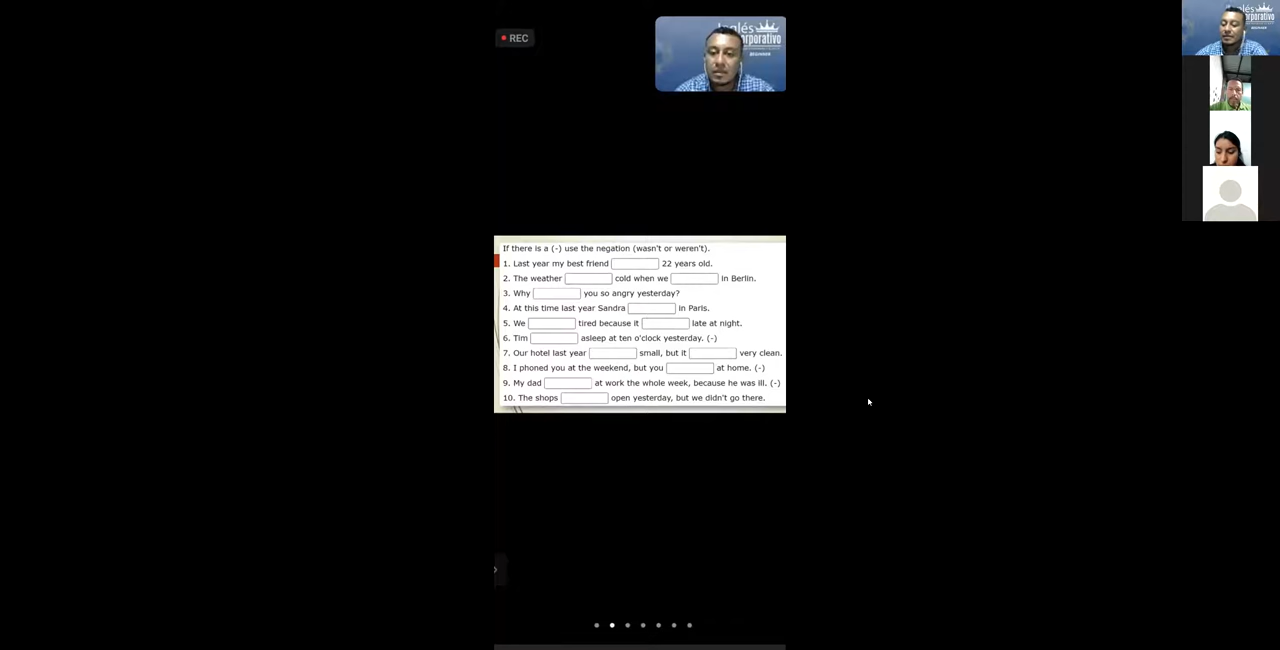 REC
Inglés
Corporativo
BEGINNER
If there is a (-) use the negation (wasn't or weren't).
1. Last year my best friend 22 years old.
2. The weather cold when we in Berlin.
3. Why you so angry yesterday?
4. At this time last year Sandra in Paris.
5. We tired because it late at night.
6. Tim asleep at ten o'clock yesterday. (-)
7. Our hotel last year small, but it very clean.
8. I phoned you at the weekend, but you at home. (-)
9. My dad at work the whole week, because he was ill. (-)
10. The shops open yesterday, but we didn't go there.